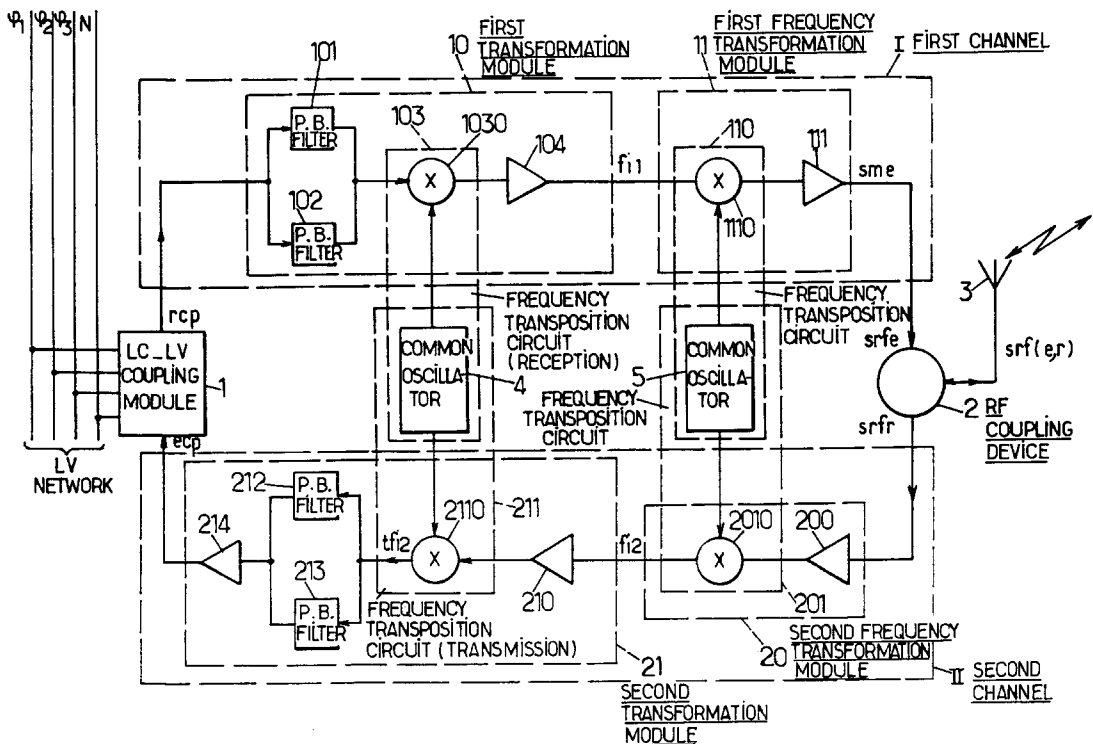 φ1 φ2 φ3 N
10 FIRST TRANSFORMATION MODULE
11 FIRST FREQUENCY TRANSFORMATION MODULE
I FIRST CHANNEL
101
P.B. FILTER
102
P.B. FILTER
103
1030
X
104
fi1
110
X
1110
111
sme
3
rcp
LC_LV COUPLING MODULE
1
ecp
LV NETWORK
FREQUENCY TRANSPOSITION CIRCUIT (RECEPTION)
COMMON OSCILLATOR
4
FREQUENCY TRANSPOSITION CIRCUIT
COMMON OSCILLATOR
5
FREQUENCY TRANSPOSITION CIRCUIT
srfe
srf(e,r)
2 RF COUPLING DEVICE
srfr
212
P.B. FILTER
213
P.B. FILTER
214
211
2110
X
tfi2
210
fi2
2010
X
200
201
FREQUENCY TRANSPOSITION CIRCUIT (TRANSMISSION)
20 SECOND FREQUENCY TRANSFORMATION MODULE
21 SECOND TRANSFORMATION MODULE
II SECOND CHANNEL